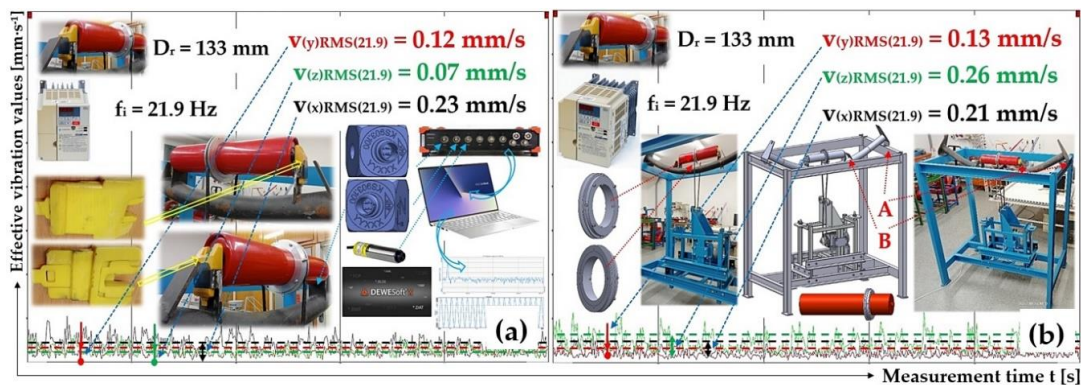 Effective vibration values [mm·s⁻¹]
Dᵣ = 133 mm
fᵢ = 21.9 Hz
v(y)RMS(21.9) = 0.12 mm/s
v(z)RMS(21.9) = 0.07 mm/s
v(x)RMS(21.9) = 0.23 mm/s
DEWESoft
(a)
Dᵣ = 133 mm
fᵢ = 21.9 Hz
v(y)RMS(21.9) = 0.13 mm/s
v(z)RMS(21.9) = 0.26 mm/s
v(x)RMS(21.9) = 0.21 mm/s
A
B
(b)
Measurement time t [s]